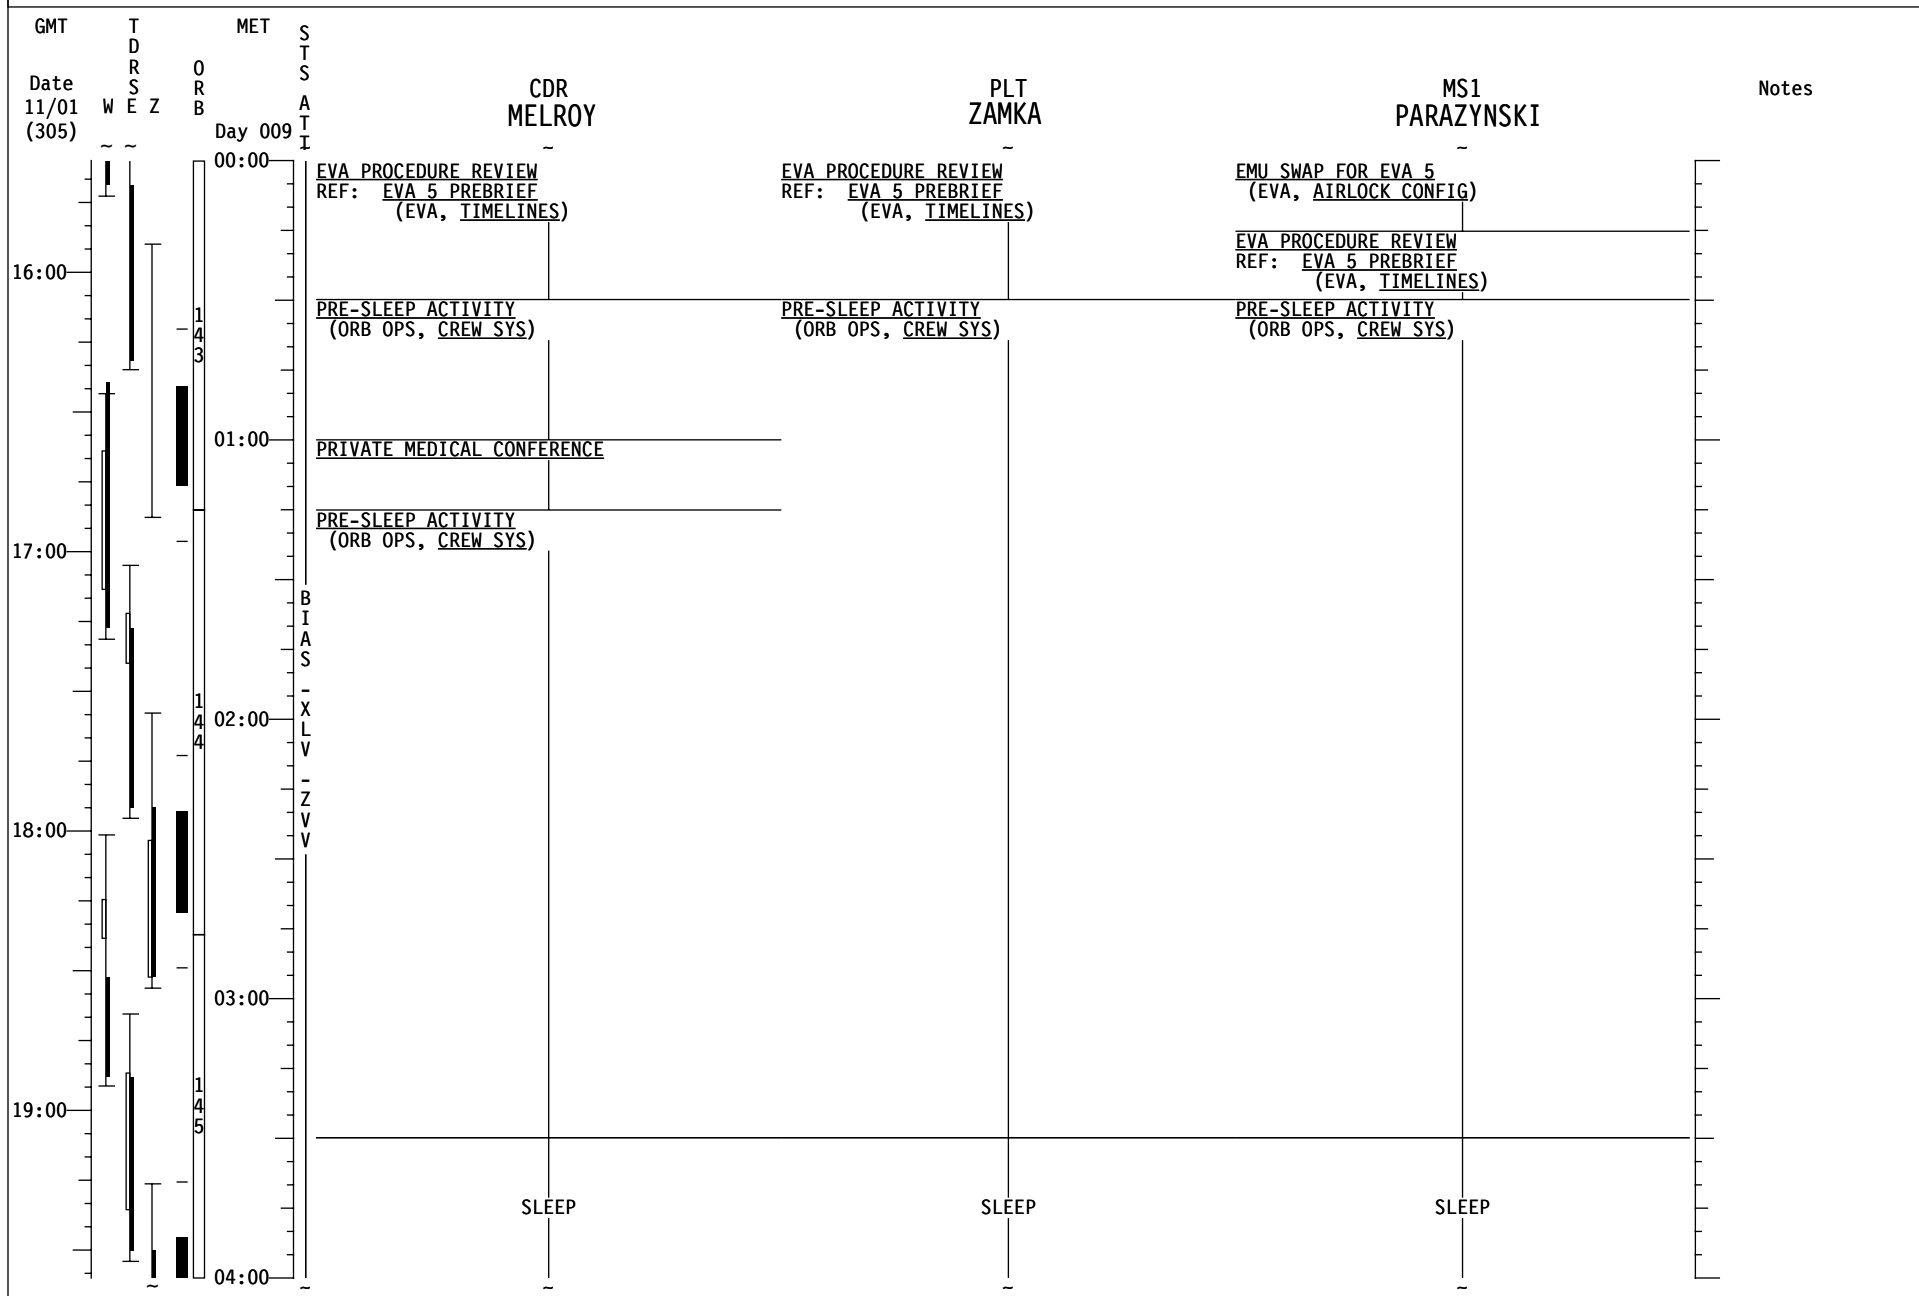 GMT
TDRS
MET
STS ATT
Date
11/01
(305)
W E Z
ORB
Day 009
CDR
MELROY
PLT
ZAMKA
MS1
PARAZYNSKI
Notes
~ ~ ~ ~ ~ ~
00:00
EVA PROCEDURE REVIEW
REF: EVA 5 PREBRIEF
(EVA, TIMELINES)
EVA PROCEDURE REVIEW
REF: EVA 5 PREBRIEF
(EVA, TIMELINES)
EMU SWAP FOR EVA 5
(EVA, AIRLOCK CONFIG)
EVA PROCEDURE REVIEW
REF: EVA 5 PREBRIEF
(EVA, TIMELINES)
16:00
143
PRE-SLEEP ACTIVITY
(ORB OPS, CREW SYS)
PRE-SLEEP ACTIVITY
(ORB OPS, CREW SYS)
PRE-SLEEP ACTIVITY
(ORB OPS, CREW SYS)
01:00
PRIVATE MEDICAL CONFERENCE
PRE-SLEEP ACTIVITY
(ORB OPS, CREW SYS)
17:00
BIAS -XLV -ZVV
144
02:00
18:00
03:00
145
19:00
SLEEP
SLEEP
SLEEP
04:00
~ ~ ~ ~ ~